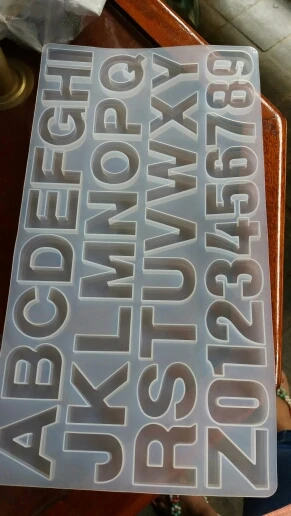 ABCDEFGHI
JKLMNOPQ
RSTUVWXY
Z0123456789